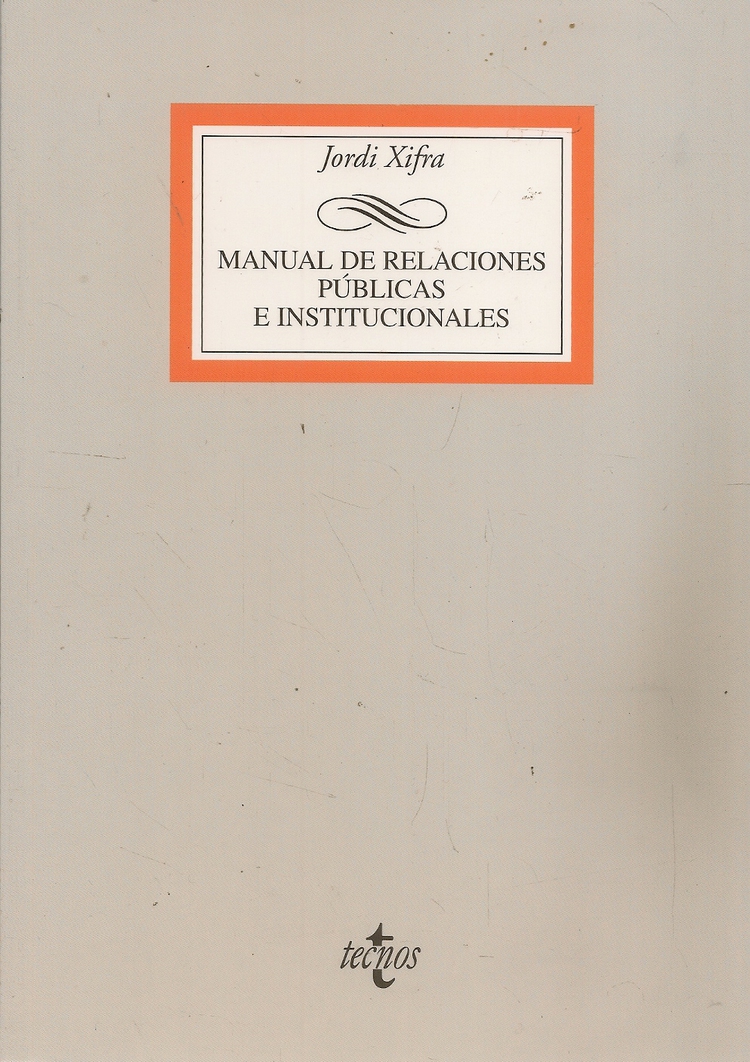 Jordi Xifra
MANUAL DE RELACIONES
PÚBLICAS
E INSTITUCIONALES
tecnos